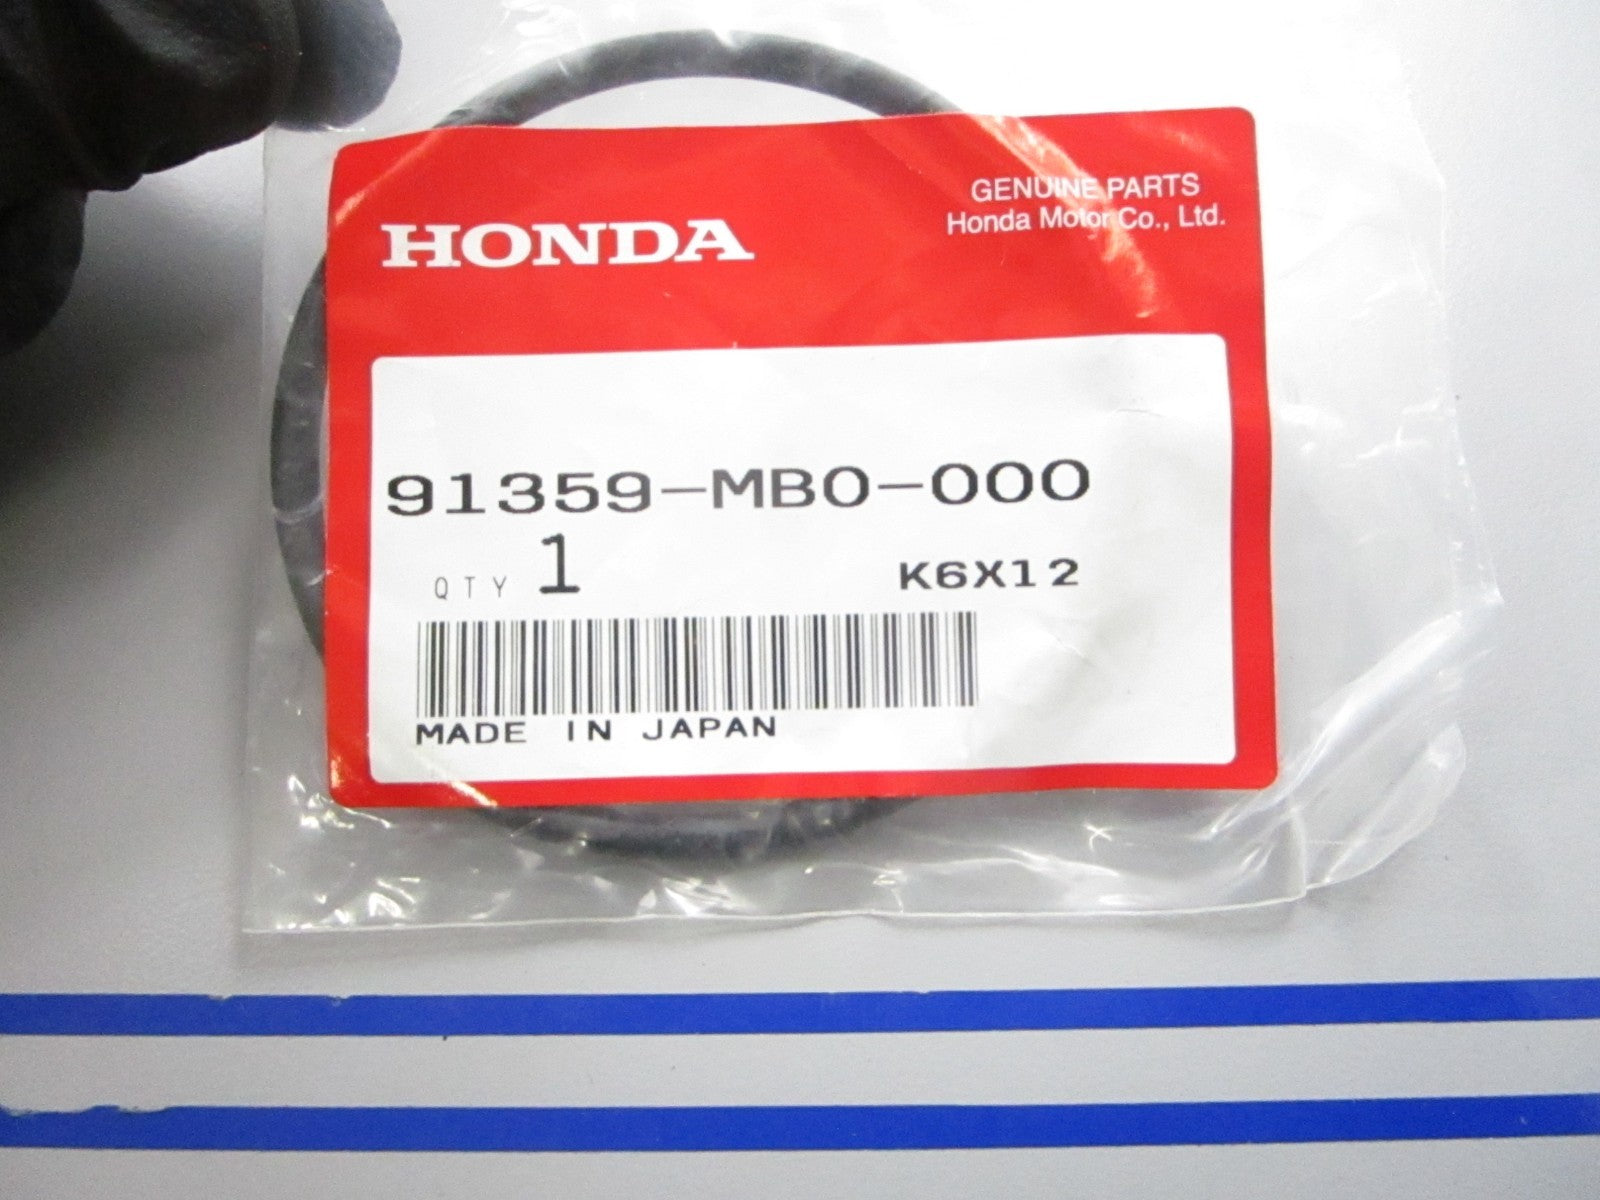 HONDA
GENUINE PARTS
Honda Motor Co., Ltd.
91359-MB0-000
QTY 1
K6X12
MADE IN JAPAN